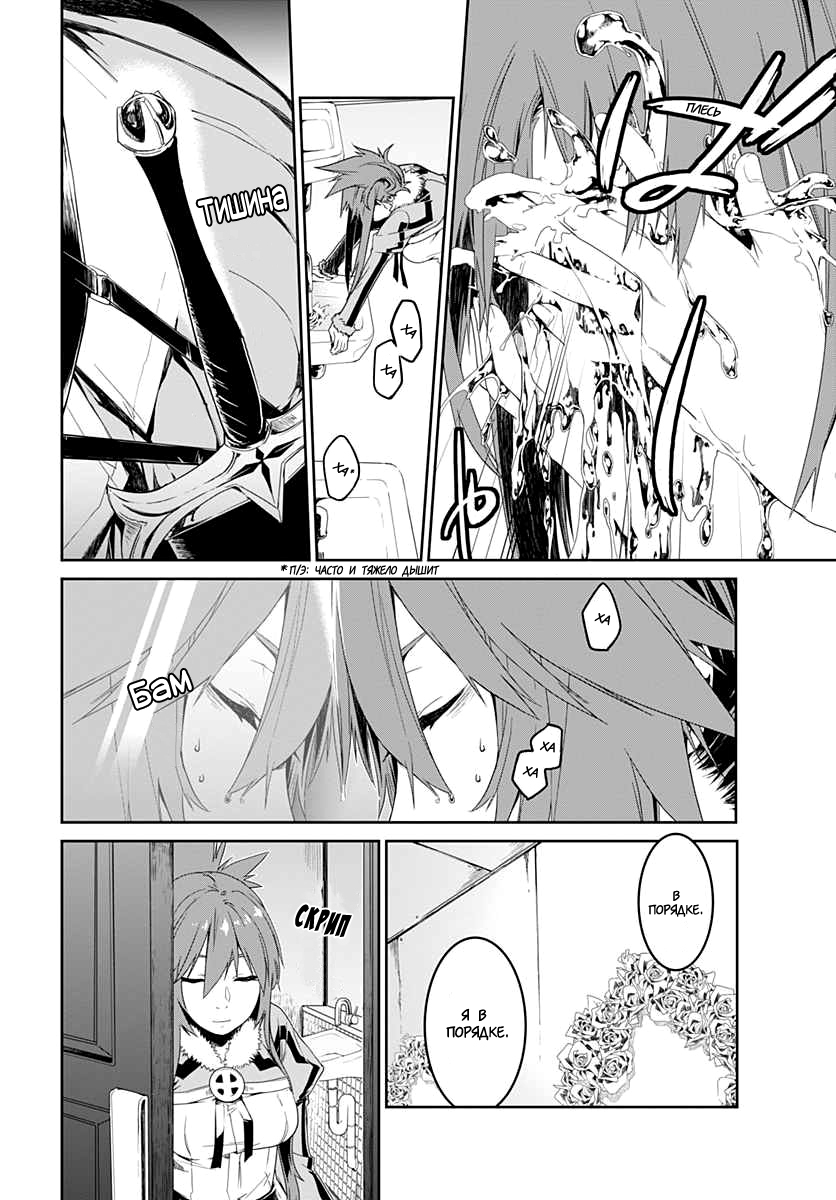 ПЛЕСЬ
ХА
ХА
ХА*
ТИШИНА
* П/Э: ЧАСТО И ТЯЖЕЛО ДЫШИТ
ХА
ХА
ХА
БАМ
В
ПОРЯДКЕ.
Я В
ПОРЯДКЕ.
СКРИП